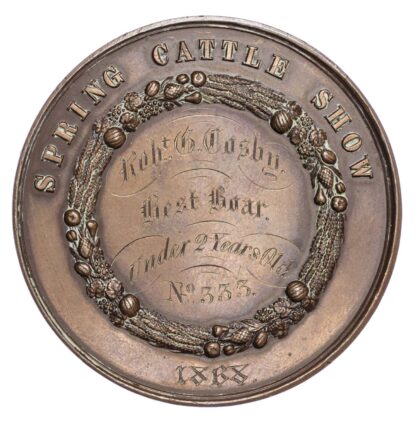 SPRING CATTLE SHOW
Robt. G. Cosby.
Best Boar.
Under 2 Years Old
No. 333.
1868.